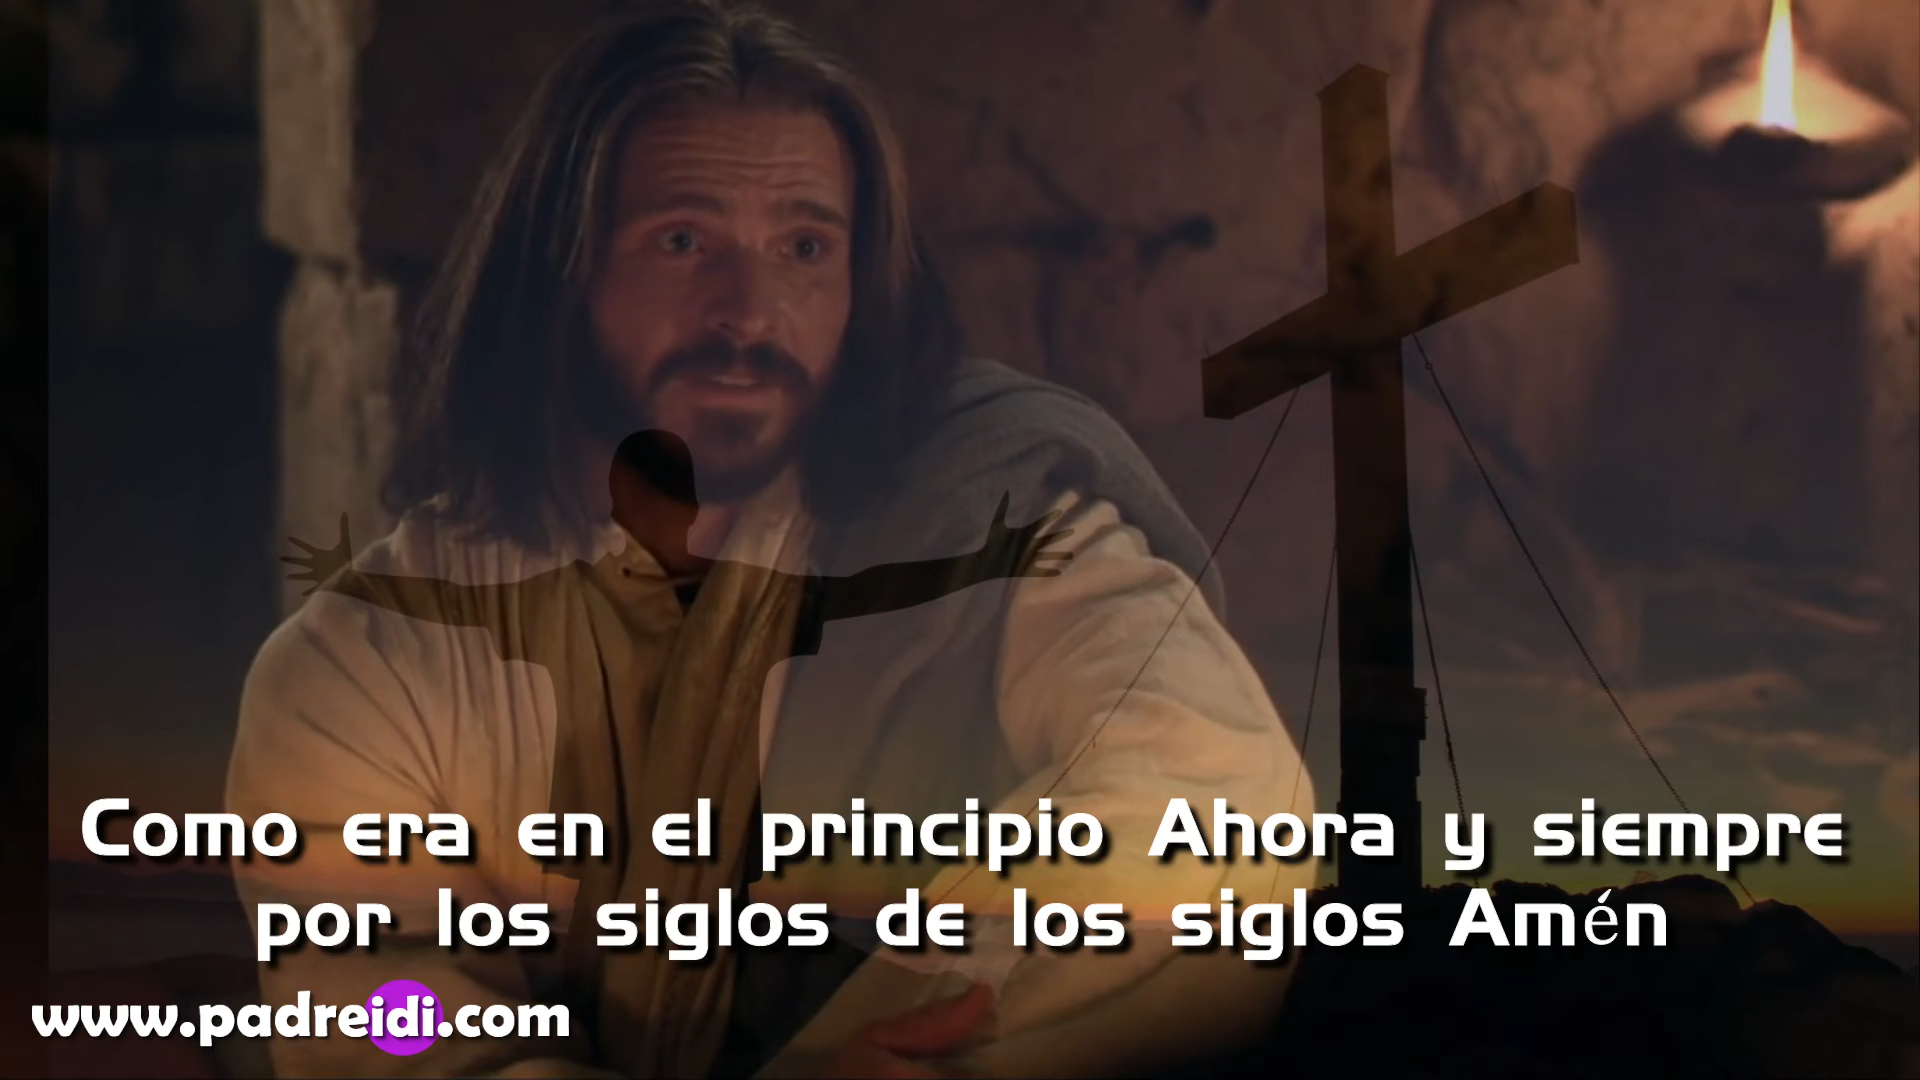 Como era en el principio Ahora y siempre
por los siglos de los siglos Amén
www.padreidi.com